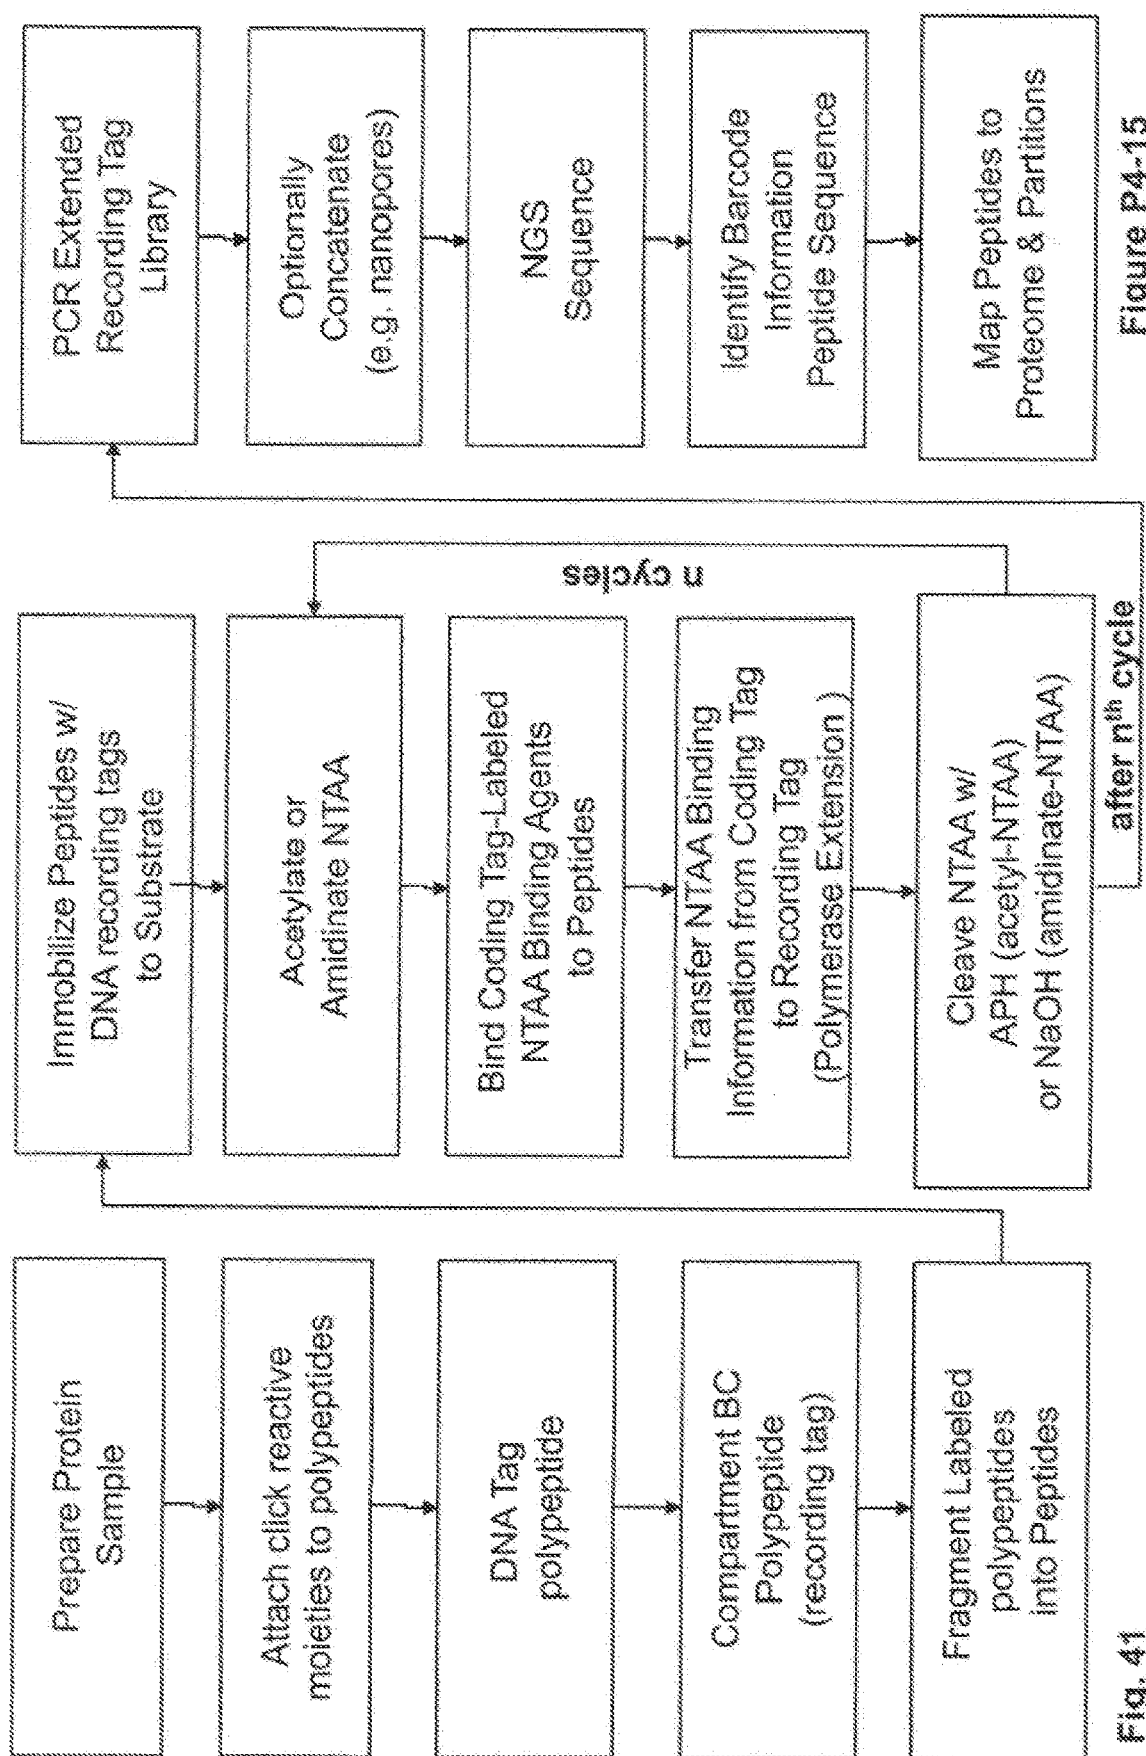 Prepare Protein
Sample
Attach click reactive
moieties to polypeptides
DNA Tag
polypeptide
Compartment BC
Polypeptide
(recording tag)
Fragment Labeled
polypeptides
into Peptides
Immobilize Peptides w/
DNA recording tags
to Substrate
Acetylate or
Amidinate NTAA
Bind Coding Tag-Labeled
NTAA Binding Agents
to Peptides
Transfer NTAA Binding
Information from Coding Tag
to Recording Tag
(Polymerase Extension )
Cleave NTAA w/
APH (acetyl-NTAA)
or NaOH (amidinate-NTAA)
n cycles
after nth cycle
PCR Extended
Recording Tag
Library
Optionally
Concatenate
(e.g. nanopores)
NGS
Sequence
Identify Barcode
Information
Peptide Sequence
Map Peptides to
Proteome & Partitions
Fig. 41
Figure P4-15